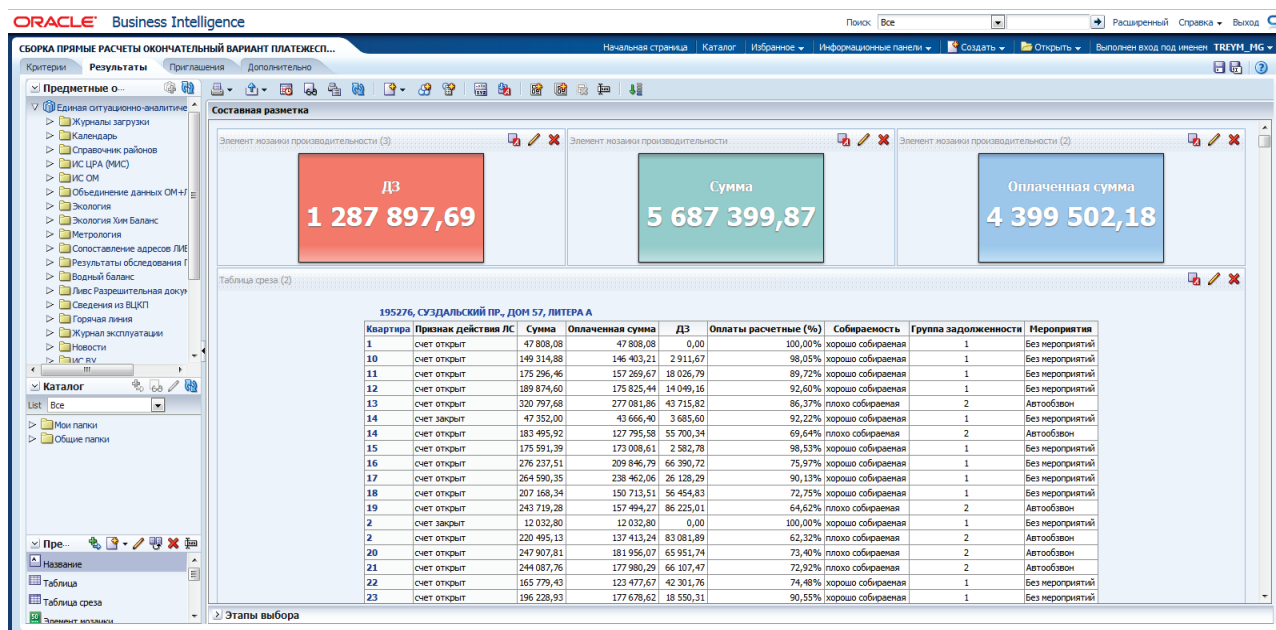 ORACLE Business Intelligence
Поиск Все Расширенный Справка Выход
СБОРКА ПРЯМЫЕ РАСЧЕТЫ ОКОНЧАТЕЛЬНЫЙ ВАРИАНТ ПЛАТЕЖЕСП...
Начальная страница Каталог Избранное Информационные панели Создать Открыть Выполнен вход под именем TREYM_MG
Критерии Результаты Приглашения Дополнительно
Предметные о...
Единая ситуационно-аналитиче
Журналы загрузки
Календарь
Справочник районов
ИС ЦРА (МИС)
ИС ОМ
Объединение данных ОМ+Л
Экология
Экология Хим Баланс
Метрология
Сопоставление адресов ЛИВ
Результаты обследования П
Водный баланс
Ливс Разрешительная докум
Сведения из ВЦКП
Горячая линия
Журнал эксплуатации
Новости
ИС ВУ
Каталог
List Все
Мои папки
Общие папки
Пре...
Название
Таблица
Таблица среза
Элемент мозаики
Составная разметка
Элемент мозаики производительности (3)
ДЗ
1 287 897,69
Элемент мозаики производительности
Сумма
5 687 399,87
Элемент мозаики производительности (2)
Оплаченная сумма
4 399 502,18
Таблица среза (2)
195276, СУЗДАЛЬСКИЙ ПР., ДОМ 57, ЛИТЕРА А
Квартира Признак действия ЛС Сумма Оплаченная сумма ДЗ Оплаты расчетные (%) Собираемость Группа задолженности Мероприятия
1 счет открыт 47 808,08 47 808,08 0,00 100,00% хорошо собираемая 1 Без мероприятий
10 счет открыт 149 314,88 146 403,21 2 911,67 98,05% хорошо собираемая 1 Без мероприятий
11 счет открыт 175 296,46 157 269,67 18 026,79 89,72% хорошо собираемая 1 Без мероприятий
12 счет открыт 189 874,60 175 825,44 14 049,16 92,60% хорошо собираемая 1 Без мероприятий
13 счет открыт 320 797,68 277 081,86 43 715,82 86,37% плохо собираемая 2 Автообзвон
14 счет закрыт 47 352,00 43 666,40 3 685,60 92,22% хорошо собираемая 1 Без мероприятий
14 счет открыт 183 495,92 127 795,58 55 700,34 69,64% плохо собираемая 2 Автообзвон
15 счет открыт 175 591,39 173 008,61 2 582,78 98,53% хорошо собираемая 1 Без мероприятий
16 счет открыт 276 237,51 209 846,79 66 390,72 75,97% хорошо собираемая 1 Без мероприятий
17 счет открыт 264 590,35 238 462,06 26 128,29 90,13% хорошо собираемая 1 Без мероприятий
18 счет открыт 207 168,34 150 713,51 56 454,83 72,75% хорошо собираемая 1 Без мероприятий
19 счет открыт 243 719,28 157 494,27 86 225,01 64,62% плохо собираемая 2 Автообзвон
2 счет закрыт 12 032,80 12 032,80 0,00 100,00% хорошо собираемая 1 Без мероприятий
2 счет открыт 220 495,13 137 413,24 83 081,89 62,32% плохо собираемая 2 Автообзвон
20 счет открыт 247 907,81 181 956,07 65 951,74 73,40% плохо собираемая 2 Автообзвон
21 счет открыт 244 087,76 177 980,29 66 107,47 72,92% плохо собираемая 2 Автообзвон
22 счет открыт 165 779,43 123 477,67 42 301,76 74,48% хорошо собираемая 1 Без мероприятий
23 счет открыт 196 228,93 177 678,62 18 550,31 90,55% хорошо собираемая 1 Без мероприятий
Этапы выбора